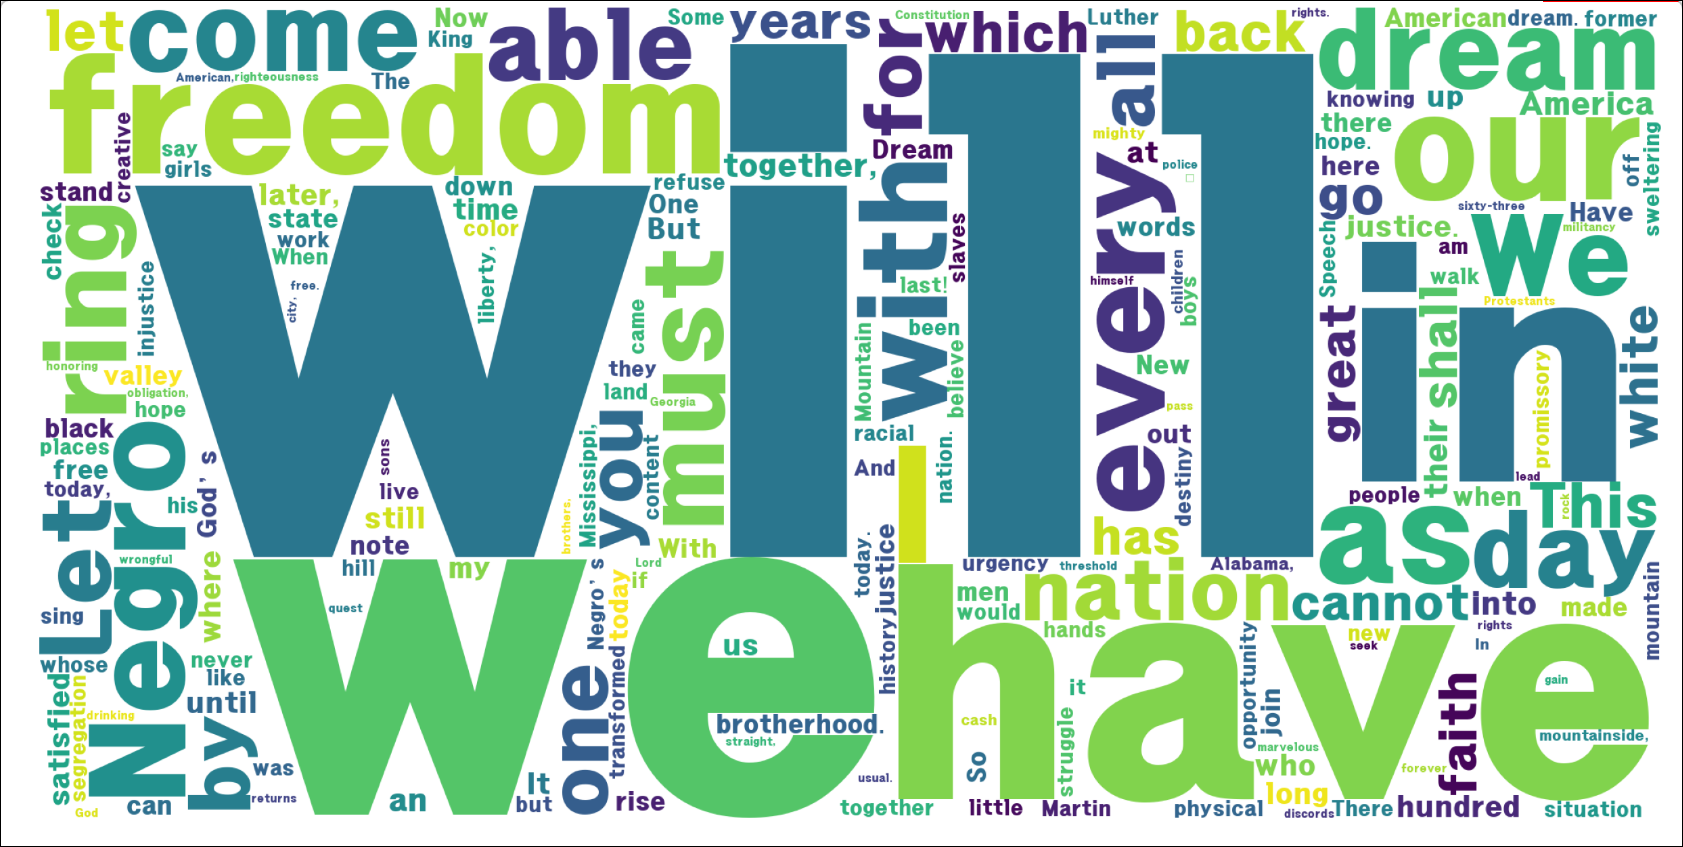 let come Now King able Some years for Constitution which Luther all back rights. American dream. former dream
American, righteousness The
freedom creative say girls together, Dream mighty at police □ knowing up America there hope. here our off sweltering
stand check ring later, state work When down time color liberty, refuse One But with slaves every words go sixty-three Have justice. militancy
will
free. city, must last! himself children boys Speech am walk We Protestants in
injustice honoring valley obligation. hope came they land Georgia Mountain been believe New pass great their shall promissory white
black places free today, Negro God's his sons live still note you Mississippi, content brothers. racial And I nation. out destiny people lead when This rock
Let wrongful hill my With Lord if today. justice urgency threshold has Alabama, as day
we have
sing whose where quest Negro's today us history men would nation hands cannot into rights new seek In made mountain
satisfied segregation never like until drinking by was returns God can one transformed brotherhood. straight, usual. cash it struggle So opportunity join marvelous who faith gain mountainside, forever
an It but rise together little Martin physical long discords There hundred situation